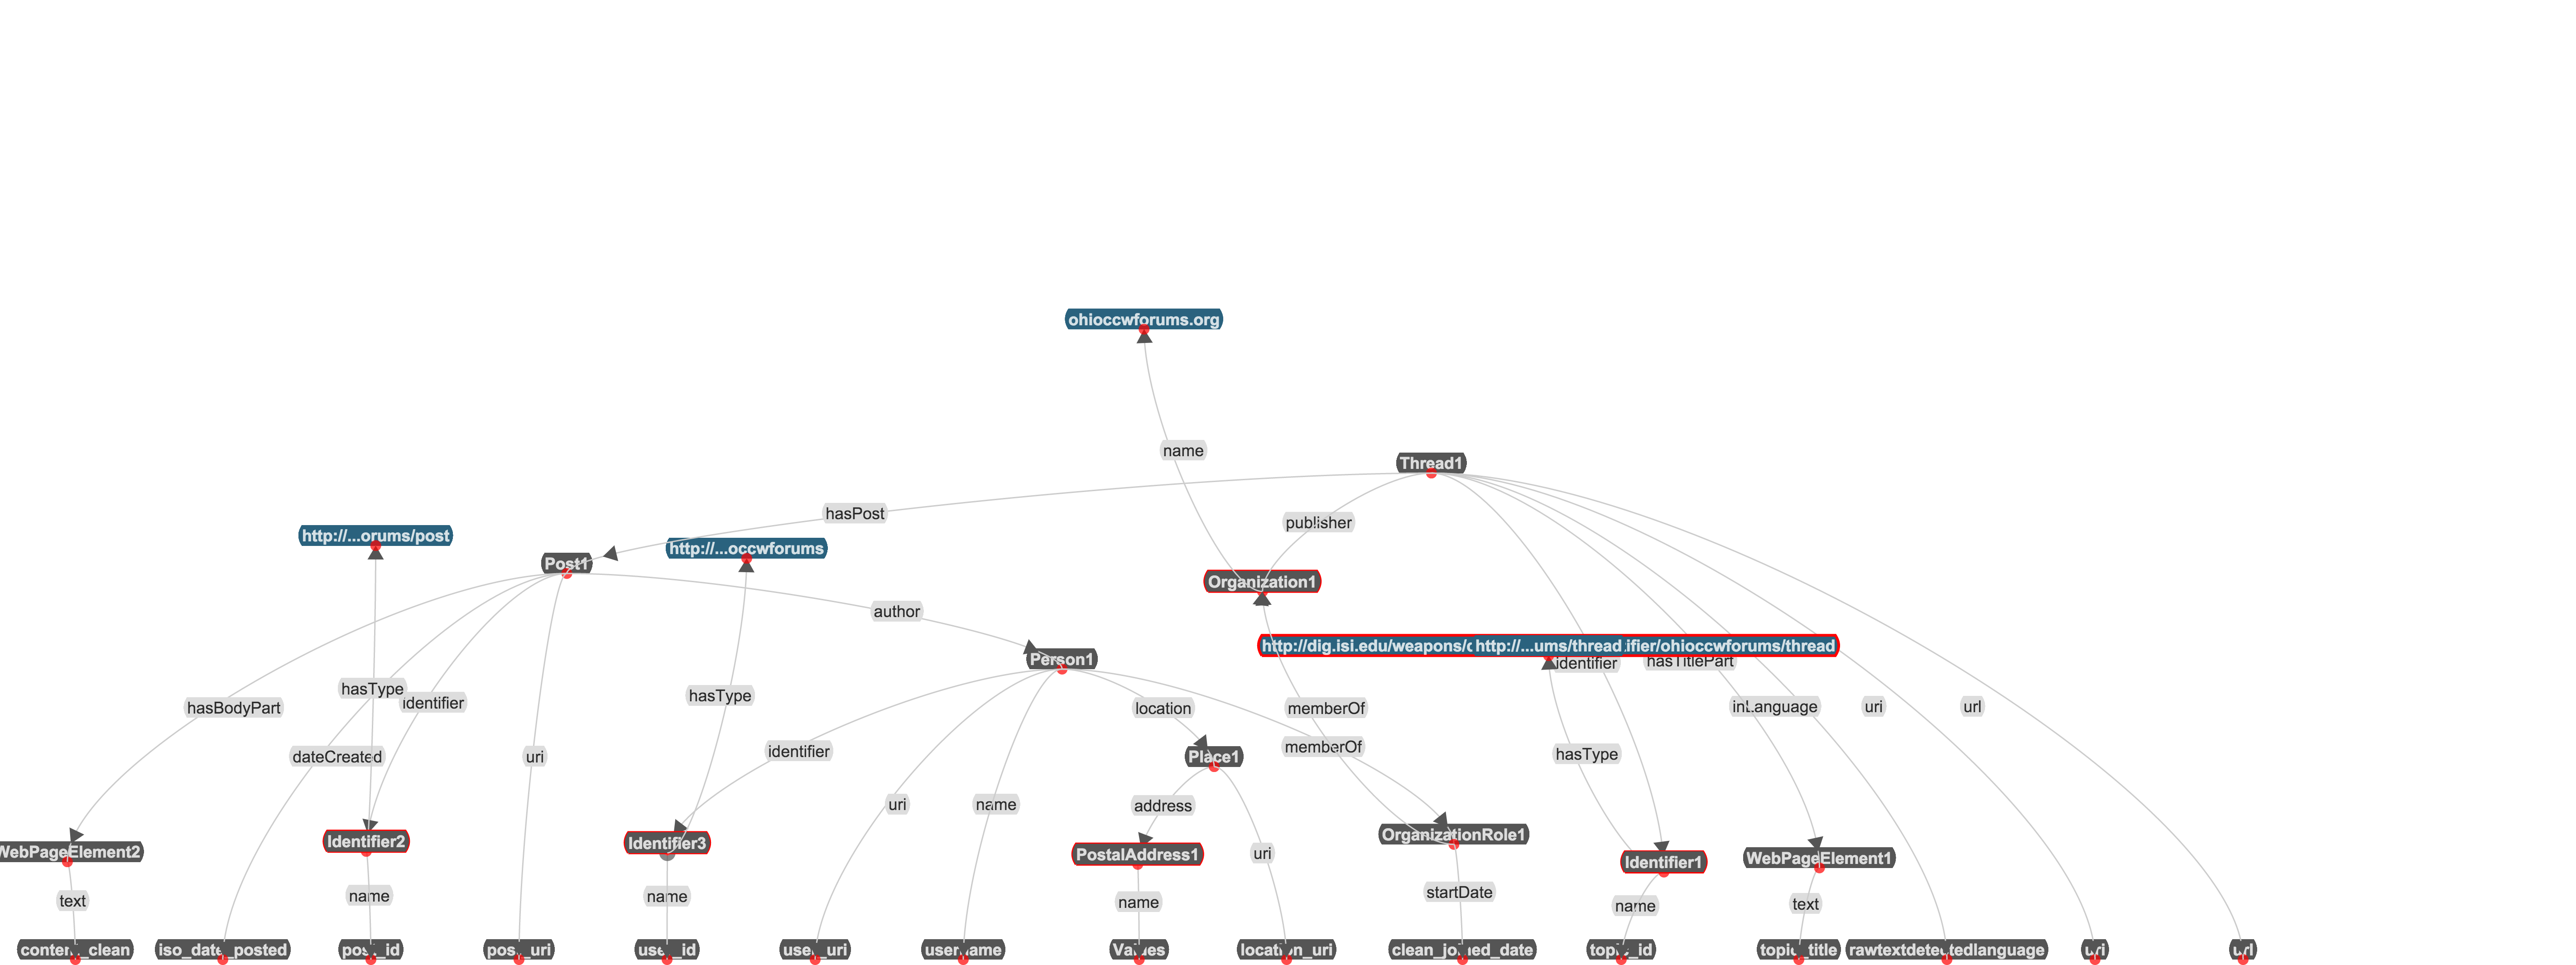 ohioccwforums.org
name
Thread1
hasPost
publisher
http://...orums/post
http://...occwforums
Post1
Organization1
author
http://dig.isi.edu/weapons/
http://...ums/thread
ifier/ohioccwforums/thread
Person1
identifier
hasTitlePart
hasType
hasType
identifier
hasBodyPart
location
memberOf
inLanguage
uri
url
dateCreated
uri
identifier
memberOf
hasType
Place1
uri
name
address
OrganizationRole1
Identifier2
Identifier3
WebPageElement2
PostalAddress1
uri
Identifier1
WebPageElement1
text
name
name
name
startDate
name
text
content_clean
iso_date_posted
post_id
post_uri
user_id
user_uri
username
Values
location_uri
clean_joined_date
topic_id
topic_title
rawtextdetectedlanguage
uri
url